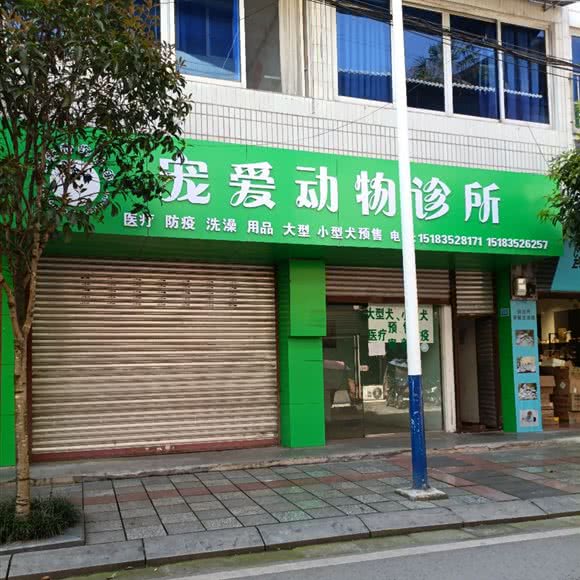 宠爱动物诊所
医疗 防疫 洗澡 用品 大型 小型犬预售 电 :15183528171 15183526257
大型犬、小 犬
预 售
医疗 疫